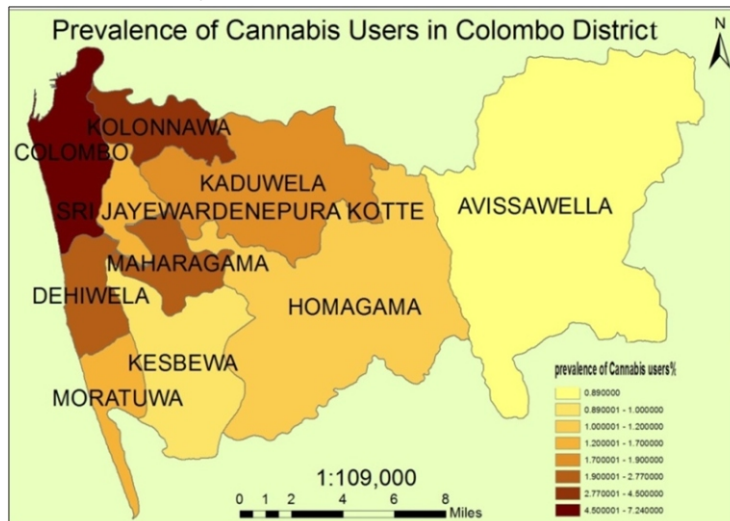 Prevalence of Cannabis Users in Colombo District
N
KOLONNAWA
COLOMBO
KADUWELA
SRI JAYEWARDENEPURA KOTTE
AVISSAWELLA
MAHARAGAMA
DEHIWELA
HOMAGAMA
KESBEWA
MORATUWA
prevalence of Cannabis users%
0.890000
0.890001 - 1.000000
1.000001 - 1.200000
1.200001 - 1.700000
1.700001 - 1.900000
1.900001 - 2.770000
2.770001 - 4.500000
4.500001 - 7.240000
1:109,000
0 1 2 4 6 8
Miles